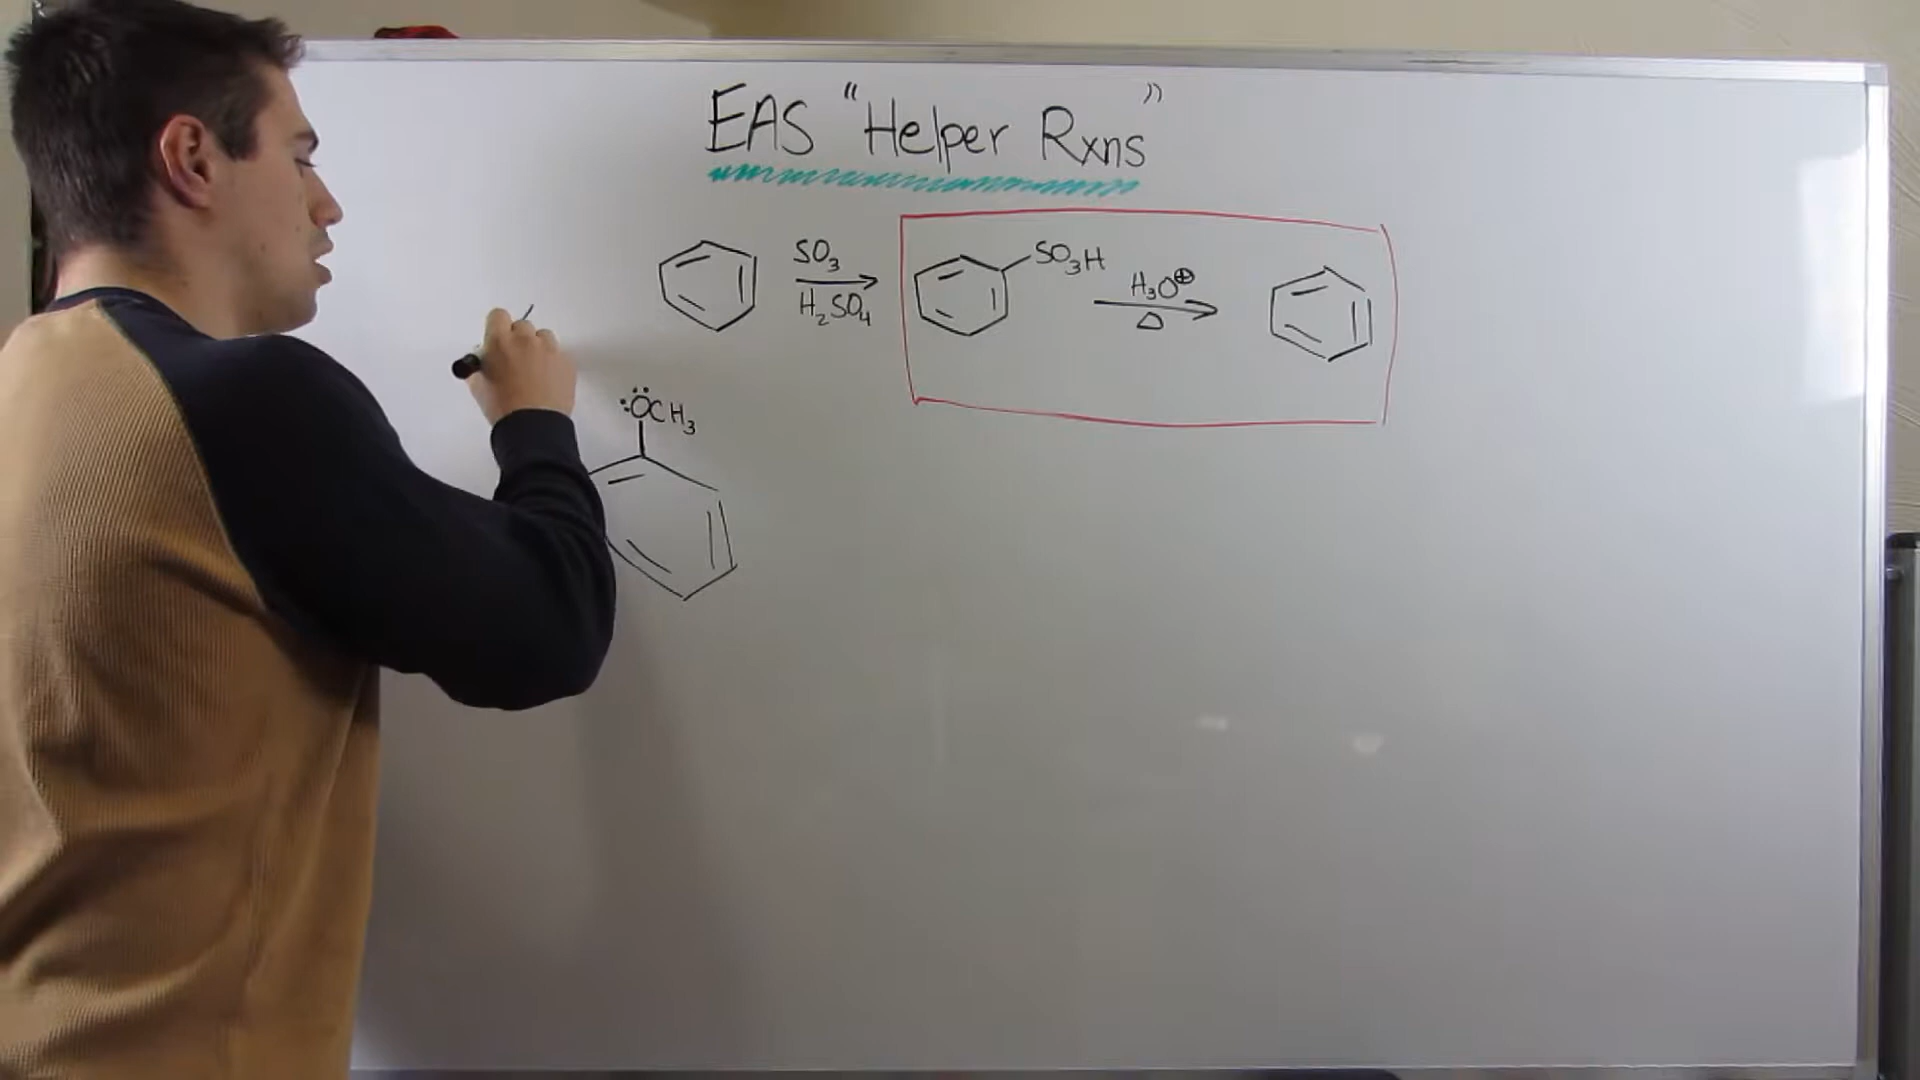 EAS "Helper Rxns"
SO₃
H₂SO₄
SO₃H
H₃O⊕
Δ
:ÖCH₃